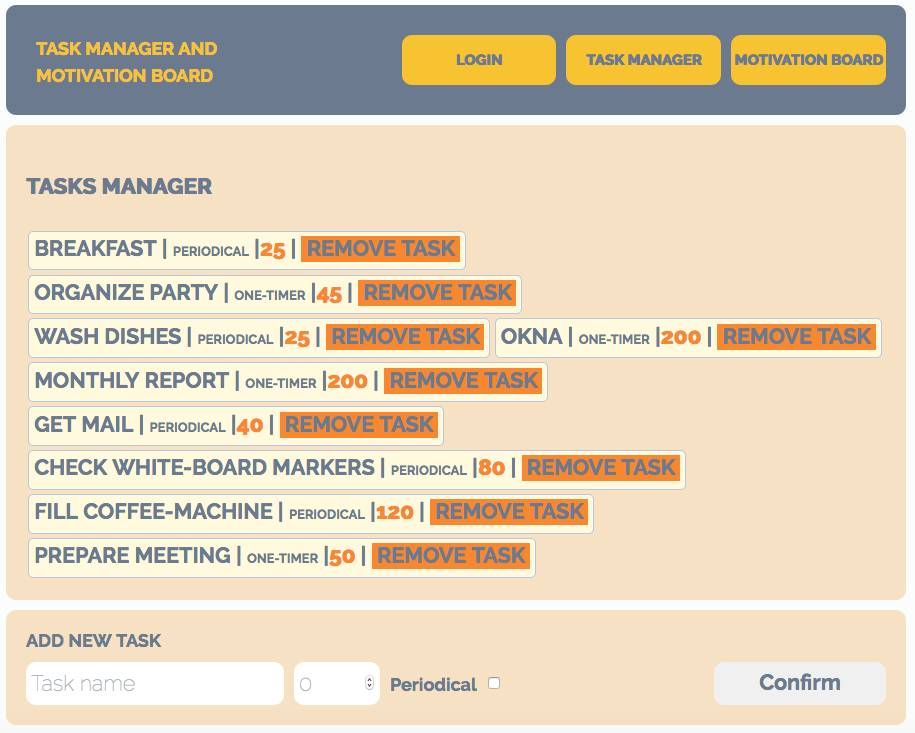 TASK MANAGER AND
MOTIVATION BOARD
LOGIN
TASK MANAGER
MOTIVATION BOARD
TASKS MANAGER
BREAKFAST | PERIODICAL |25 | REMOVE TASK
ORGANIZE PARTY | ONE-TIMER |45 | REMOVE TASK
WASH DISHES | PERIODICAL |25 | REMOVE TASK
OKNA | ONE-TIMER |200 | REMOVE TASK
MONTHLY REPORT | ONE-TIMER |200 | REMOVE TASK
GET MAIL | PERIODICAL |40 | REMOVE TASK
CHECK WHITE-BOARD MARKERS | PERIODICAL |80 | REMOVE TASK
FILL COFFEE-MACHINE | PERIODICAL |120 | REMOVE TASK
PREPARE MEETING | ONE-TIMER |50 | REMOVE TASK
ADD NEW TASK
Task name
0
Periodical
Confirm